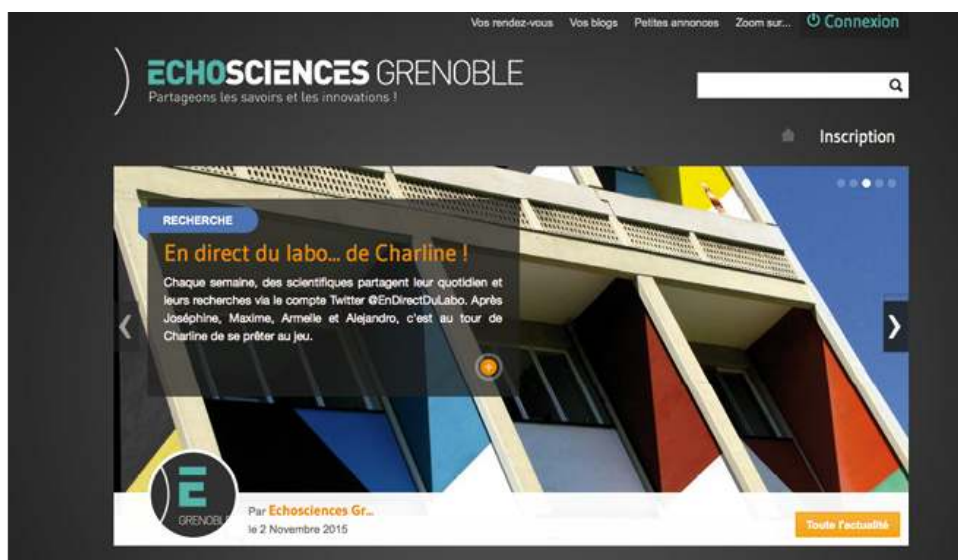 Vos rendez-vous Vos blogs Petites annonces Zoom sur... Connexion
ECHOSCIENCES GRENOBLE
Partageons les savoirs et les innovations !
Inscription
RECHERCHE
En direct du labo... de Charline !
Chaque semaine, des scientifiques partagent leur quotidien et
leurs recherches via le compte Twitter @EnDirectDuLabo. Après
Joséphine, Maxime, Armelle et Alejandro, c'est au tour de
Charline de se prêter au jeu.
E
GRENOBLE
Par Echosciences Gr...
le 2 Novembre 2015
Toute l'actualité